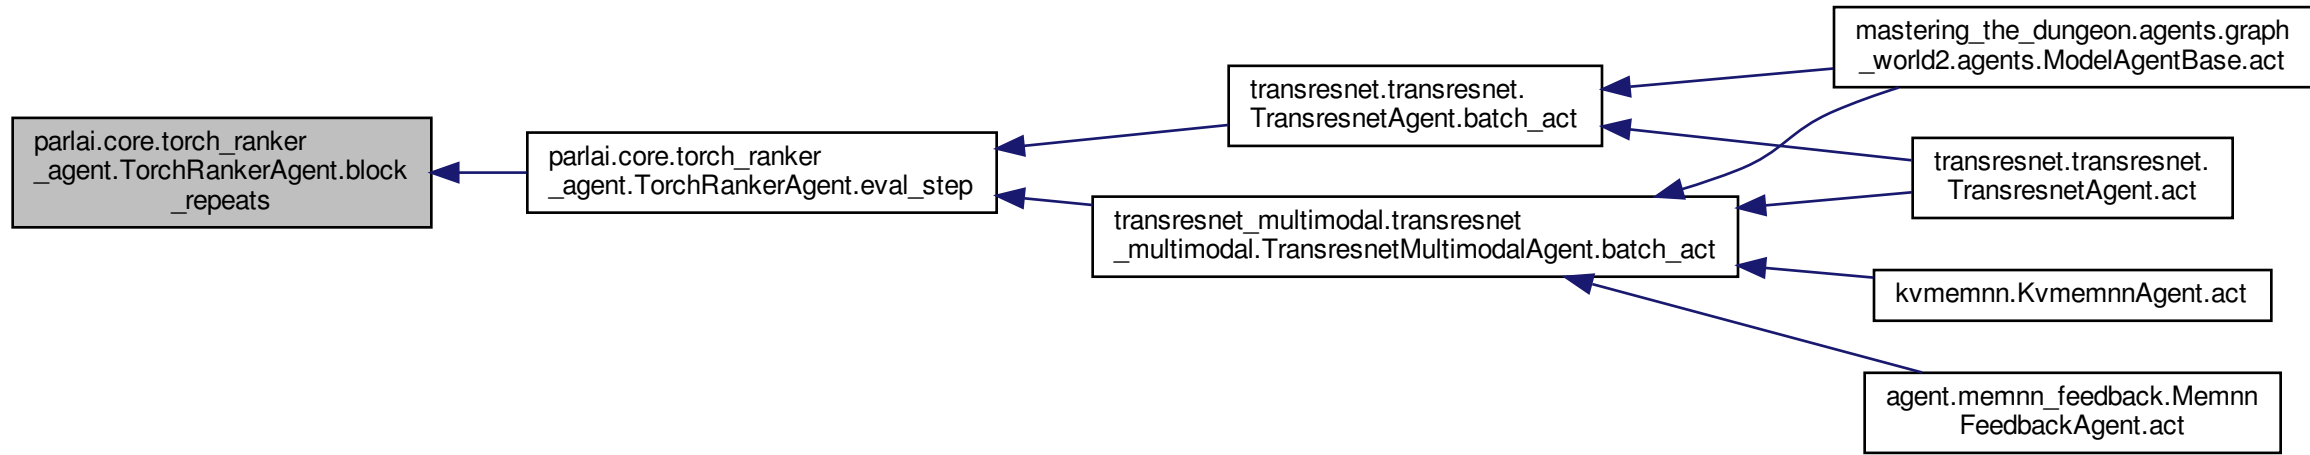 parlai.core.torch_ranker
_agent.TorchRankerAgent.block
_repeats
parlai.core.torch_ranker
_agent.TorchRankerAgent.eval_step
transresnet.transresnet.
TransresnetAgent.batch_act
transresnet_multimodal.transresnet
_multimodal.TransresnetMultimodalAgent.batch_act
mastering_the_dungeon.agents.graph
_world2.agents.ModelAgentBase.act
transresnet.transresnet.
TransresnetAgent.act
kvmemnn.KvmemnnAgent.act
agent.memnn_feedback.Memnn
FeedbackAgent.act